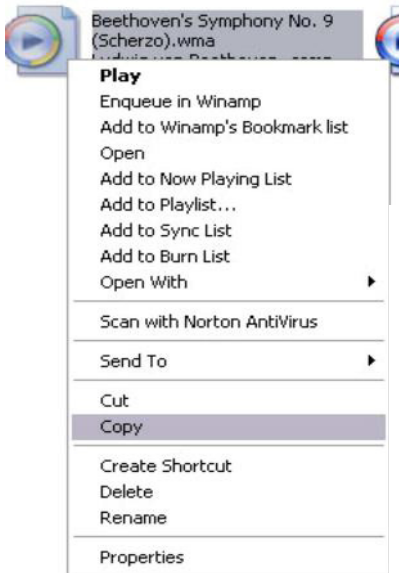 Beethoven's Symphony No. 9
(Scherzo).wma
Play
Enqueue in Winamp
Add to Winamp's Bookmark list
Open
Add to Now Playing List
Add to Playlist...
Add to Sync List
Add to Burn List
Open With
Scan with Norton AntiVirus
Send To
Cut
Copy
Create Shortcut
Delete
Rename
Properties